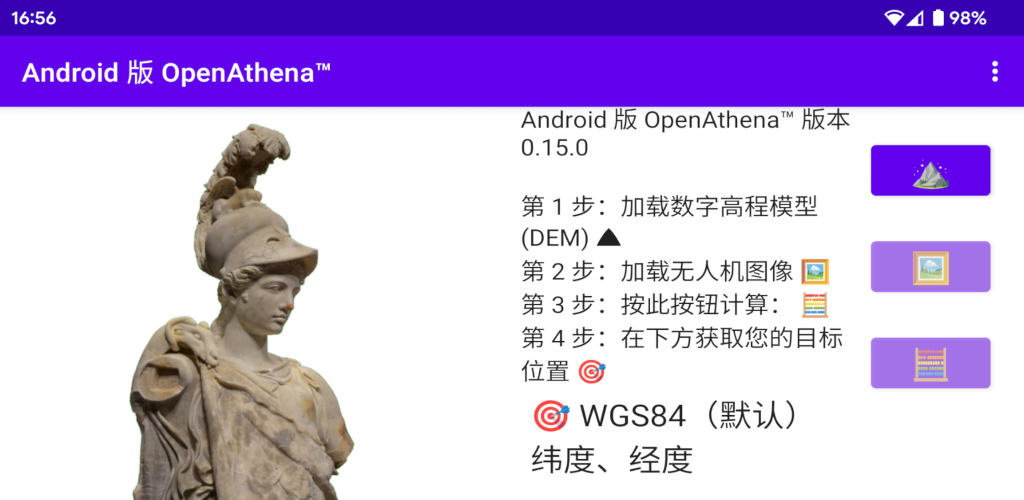 16:56
98%
Android 版 OpenAthena™
Android 版 OpenAthena™ 版本
0.15.0
第 1 步：加载数字高程模型
(DEM) ⛰
第 2 步：加载无人机图像 🖼️
第 3 步：按此按钮计算： 🧮
第 4 步：在下方获取您的目标
位置 🎯
🎯 WGS84（默认）
纬度、经度